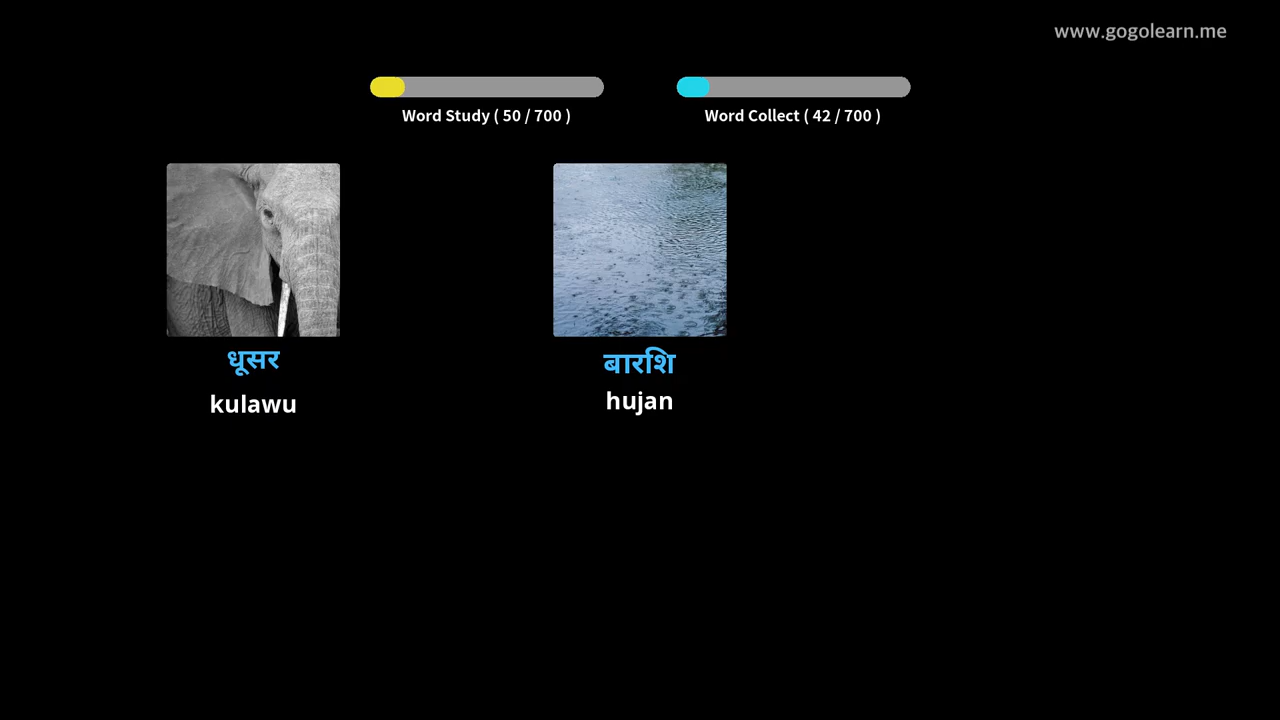 www.gogolearn.me
Word Study ( 50 / 700 )
Word Collect ( 42 / 700 )
धूसर
बारिश
kulawu
hujan